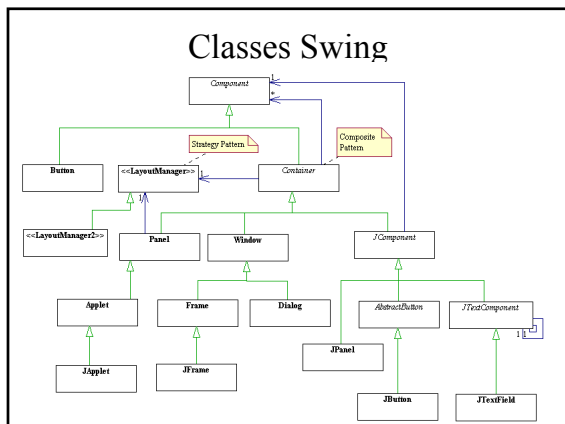 Classes Swing
Component
1
*
Strategy Pattern
Composite
Pattern
Button
<<LayoutManager>>
1
Container
1
<<LayoutManager2>>
Panel
Window
JComponent
Applet
Frame
Dialog
AbstractButton
JTextComponent
1 1
JApplet
JFrame
JPanel
JButton
JTextField